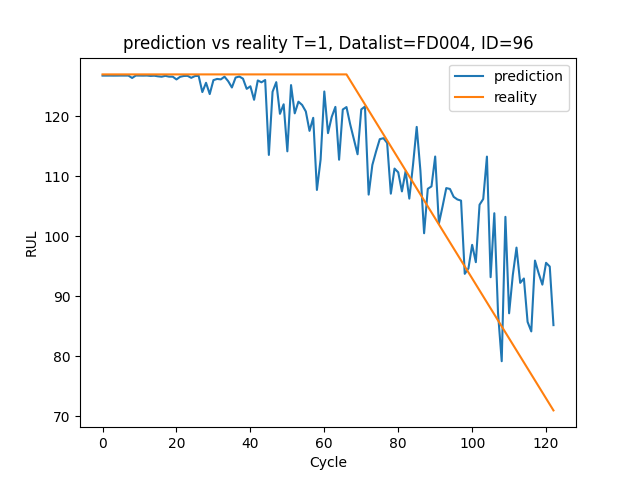 prediction vs reality T=1, Datalist=FD004, ID=96
prediction
reality
RUL
120
110
100
90
80
70
0 20 40 60 80 100 120
Cycle